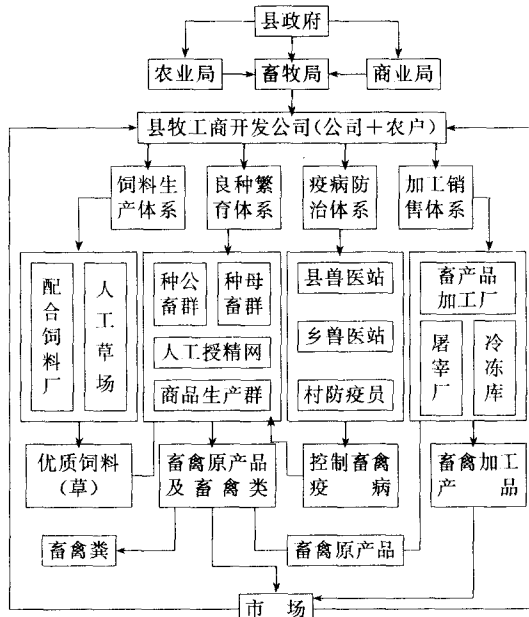 县政府
农业局
畜牧局
商业局
县牧工商开发公司(公司+农户)
饲料生
产体系
良种繁
育体系
疫病防
治体系
加工销
售体系
配合饲料厂
人工草场
种公
畜群
种母
畜群
人工授精网
商品生产群
县兽医站
乡兽医站
村防疫员
畜产品
加工厂
屠宰厂
冷冻库
优质饲料
(草)
畜禽原产品
及畜禽类
控制畜禽
疫病
畜禽加工
产品
畜禽粪
畜禽原产品
市场